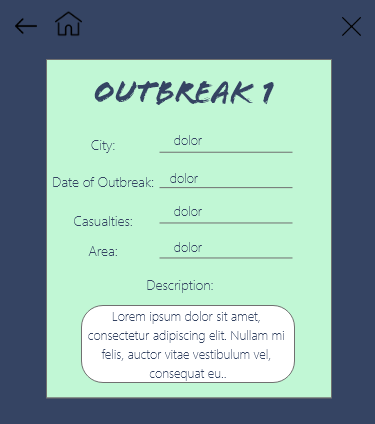 OUTBREAK 1
City: dolor
Date of Outbreak: dolor
Casualties: dolor
Area: dolor
Description:
Lorem ipsum dolor sit amet,
consectetur adipiscing elit. Nullam mi
felis, auctor vitae vestibulum vel,
consequat eu..